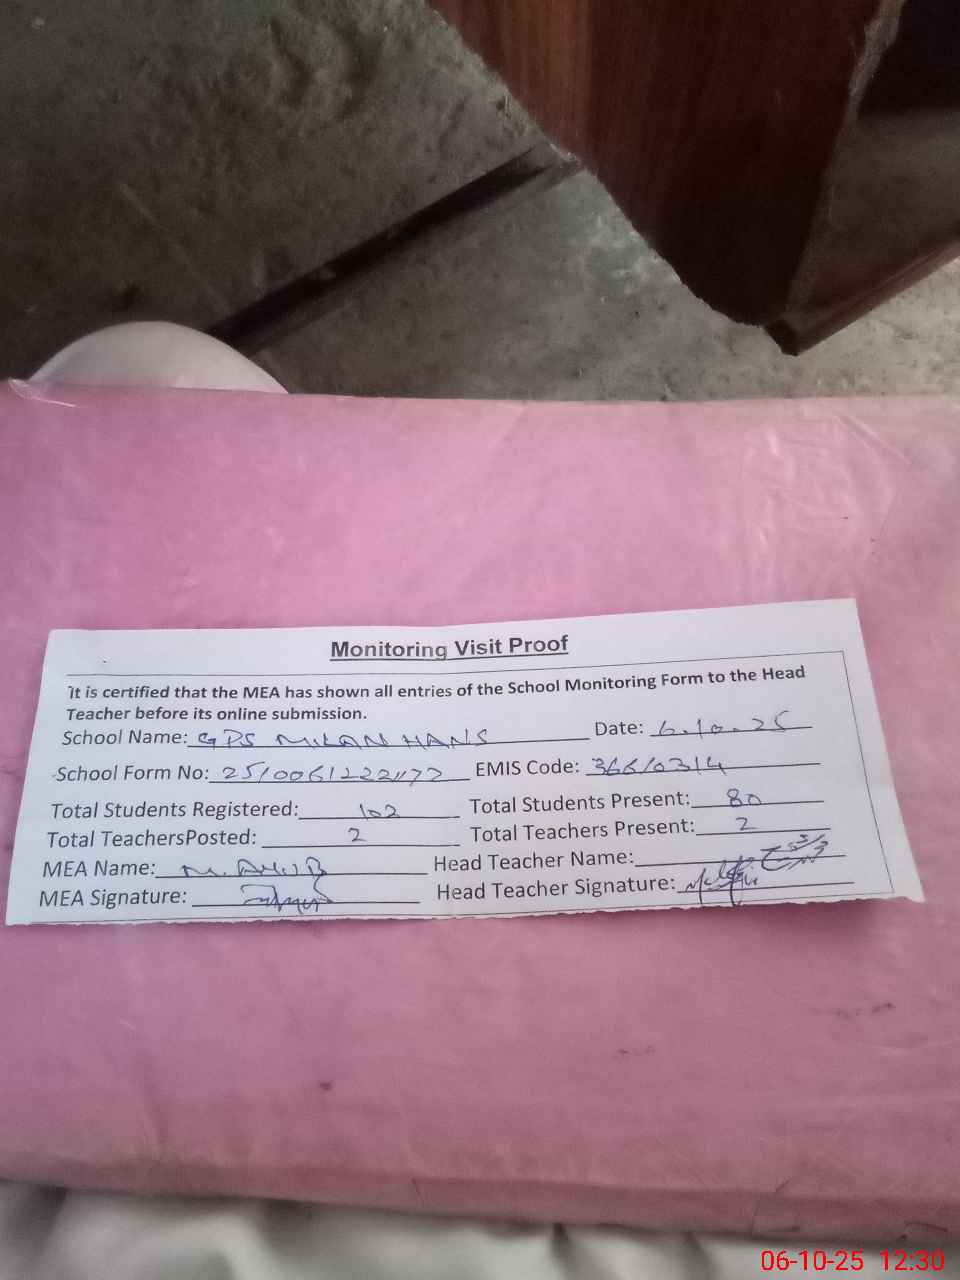 Monitoring Visit Proof
It is certified that the MEA has shown all entries of the School Monitoring Form to the Head
Teacher before its online submission.
School Name: GPS MILAN HANS Date: 6.10.25
School Form No: EMIS Code: 36610314
Total Students Registered: 102 Total Students Present: 80
Total TeachersPosted: 2 Total Teachers Present: 2
MEA Name: Head Teacher Name:
MEA Signature: Head Teacher Signature:
06-10-25 12:30